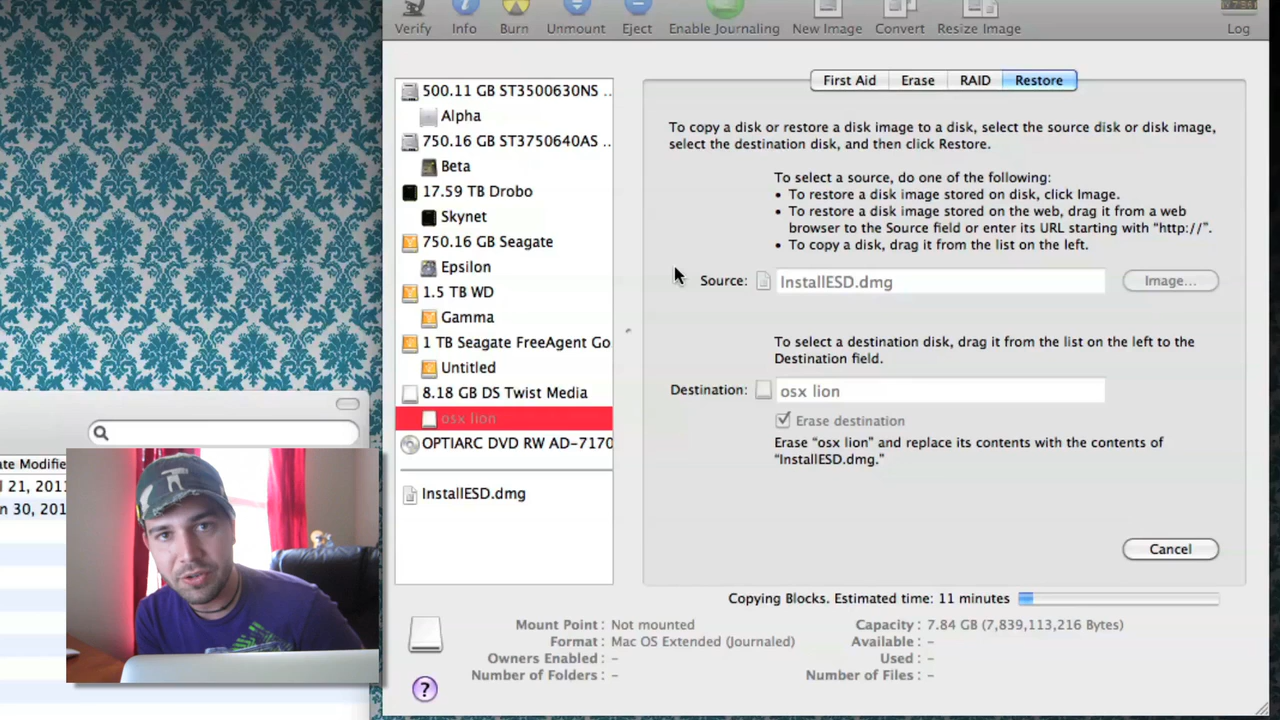 Verify Info Burn Unmount Eject Enable Journaling New Image Convert Resize Image Log
500.11 GB ST3500630NS ...
Alpha
750.16 GB ST3750640AS ...
Beta
17.59 TB Drobo
Skynet
750.16 GB Seagate
Epsilon
1.5 TB WD
Gamma
1 TB Seagate FreeAgent Go
Untitled
8.18 GB DS Twist Media
osx lion
OPTIARC DVD RW AD-7170
InstallESD.dmg
First Aid Erase RAID Restore
To copy a disk or restore a disk image to a disk, select the source disk or disk image,
select the destination disk, and then click Restore.
To select a source, do one of the following:
• To restore a disk image stored on disk, click Image.
• To restore a disk image stored on the web, drag it from a web
browser to the Source field or enter its URL starting with "http://".
• To copy a disk, drag it from the list on the left.
Source: InstallESD.dmg Image...
To select a destination disk, drag it from the list on the left to the
Destination field.
Destination: osx lion
Erase destination
Erase "osx lion" and replace its contents with the contents of
"InstallESD.dmg."
Cancel
Copying Blocks. Estimated time: 11 minutes
Mount Point : Not mounted
Format : Mac OS Extended (Journaled)
Owners Enabled : –
Number of Folders : –
Capacity : 7.84 GB (7,839,113,216 Bytes)
Available : –
Used : –
Number of Files : –
?
ate Modifie
21, 201
n 30, 201